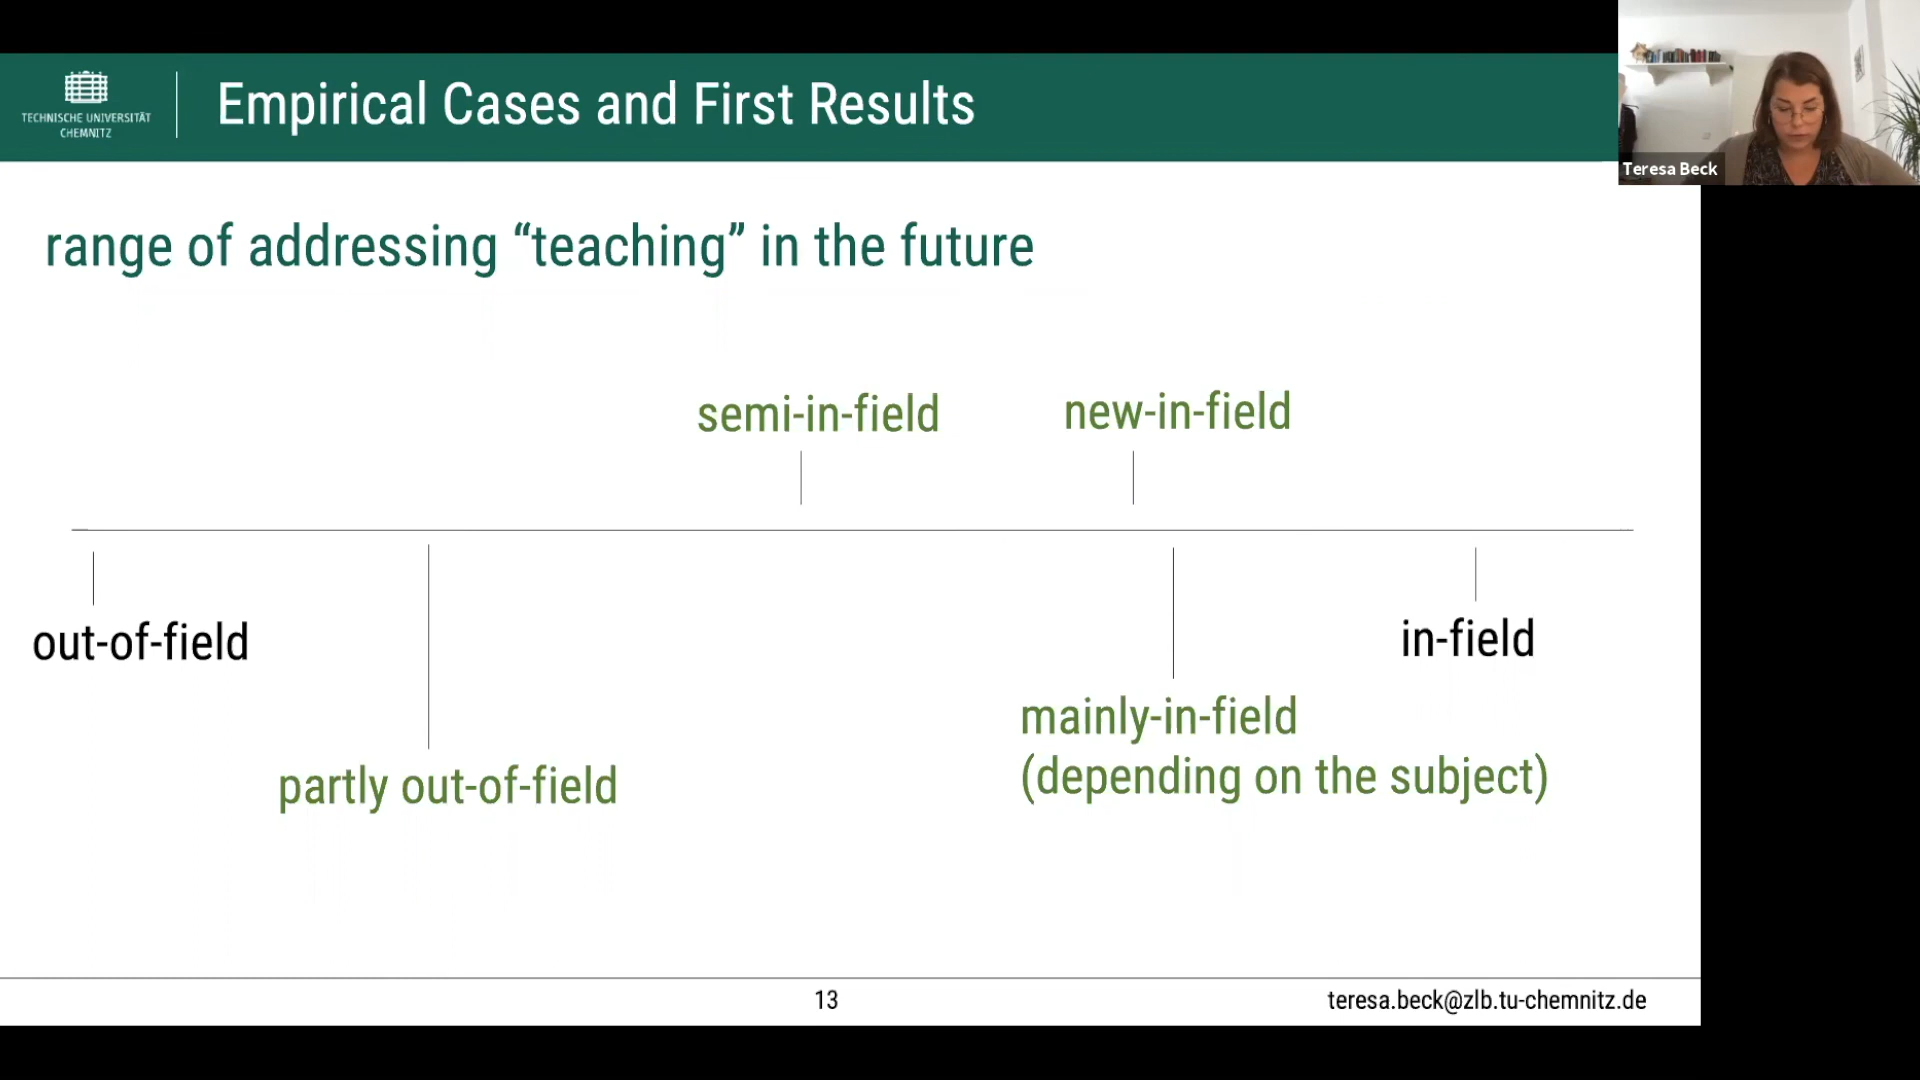 TECHNISCHE UNIVERSITÄT
CHEMNITZ
Empirical Cases and First Results
Teresa Beck
range of addressing “teaching” in the future
semi-in-field
new-in-field
out-of-field
in-field
mainly-in-field
(depending on the subject)
partly out-of-field
13
teresa.beck@zlb.tu-chemnitz.de